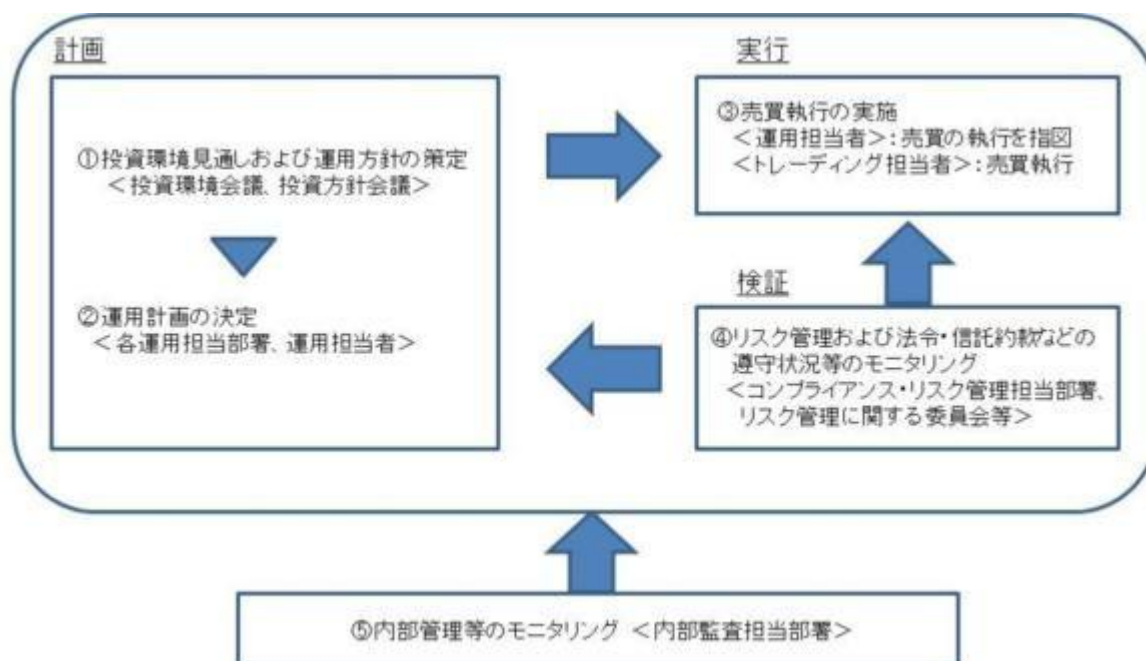 計画
①投資環境見通しおよび運用方針の策定
＜投資環境会議、投資方針会議＞
②運用計画の決定
＜各運用担当部署、運用担当者＞
実行
③売買執行の実施
＜運用担当者＞：売買の執行を指図
＜トレーディング担当者＞：売買執行
検証
④リスク管理および法令・信託約款などの
遵守状況等のモニタリング
＜コンプライアンス・リスク管理担当部署、
リスク管理に関する委員会等＞
⑤内部管理等のモニタリング ＜内部監査担当部署＞